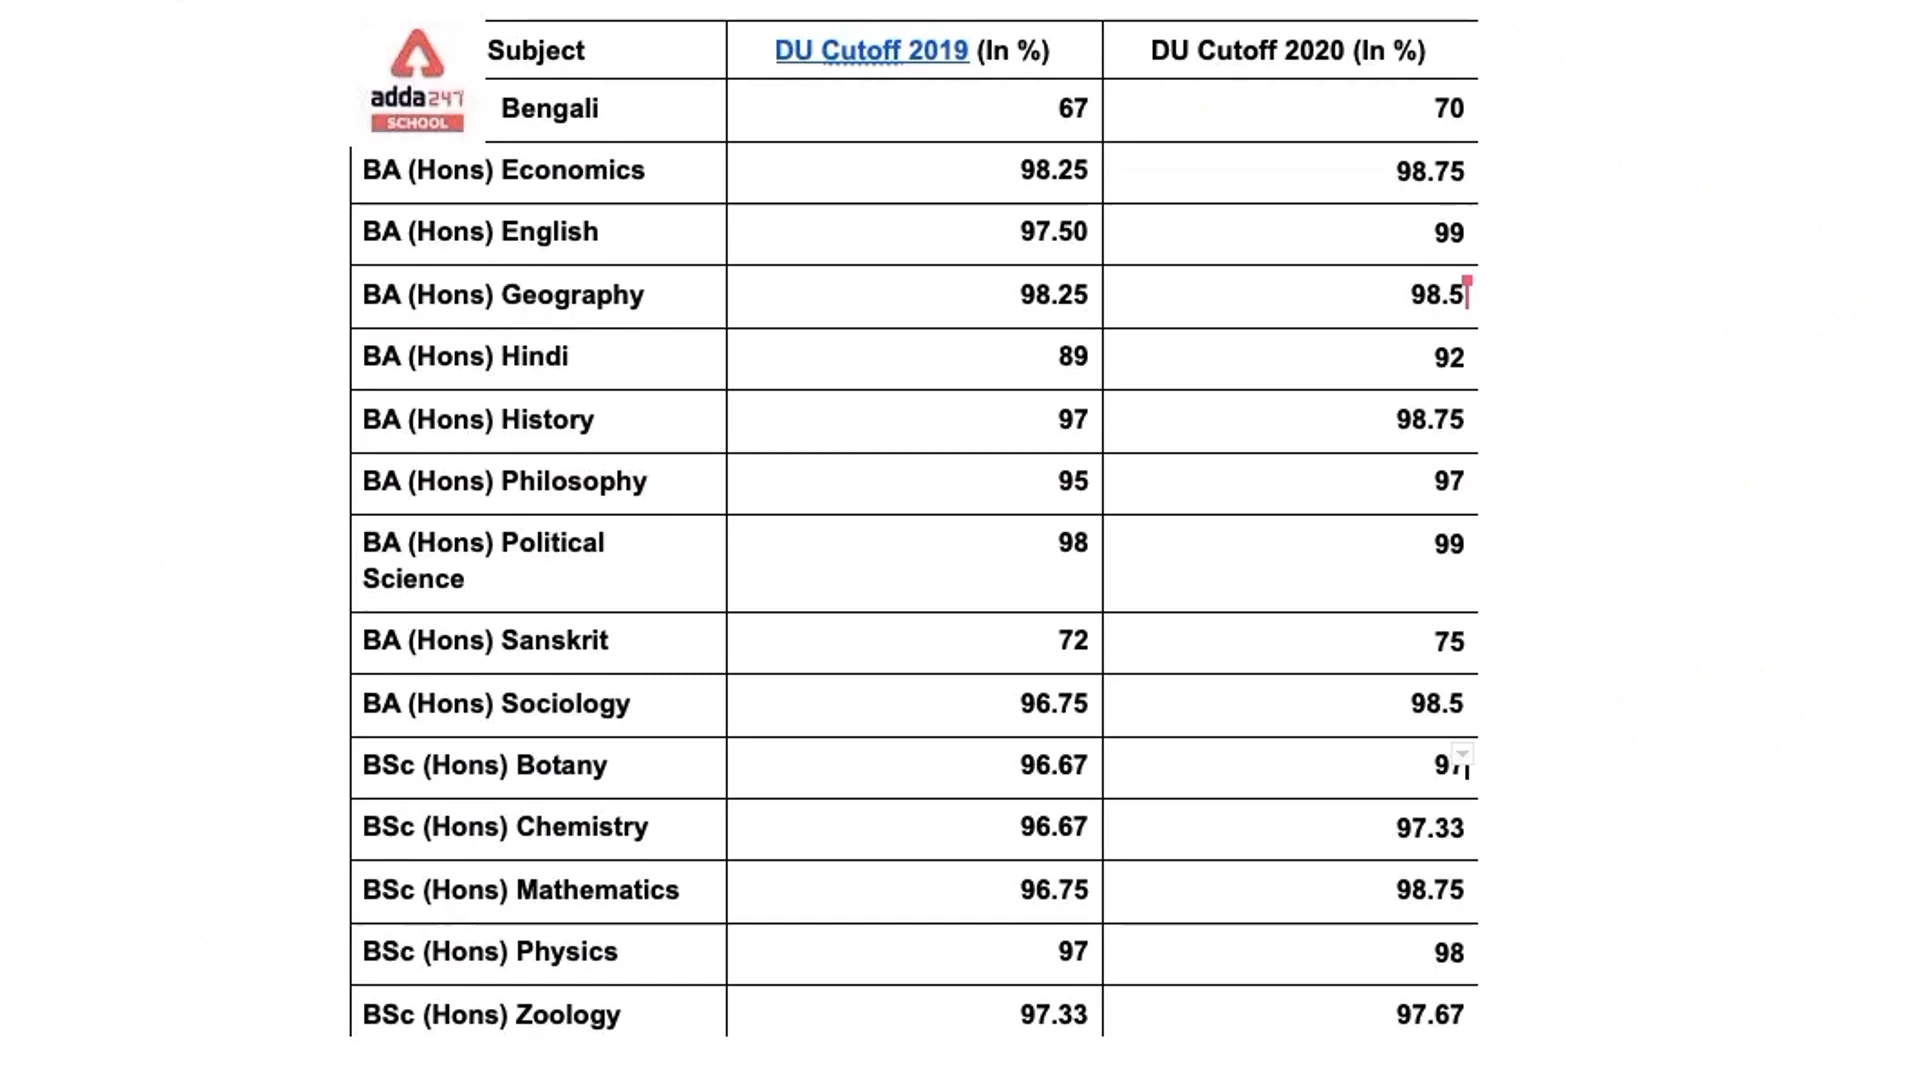 adda247
SCHOOL
Subject DU Cutoff 2019 (In %) DU Cutoff 2020 (In %)
Bengali 67 70
BA (Hons) Economics 98.25 98.75
BA (Hons) English 97.50 99
BA (Hons) Geography 98.25 98.5
BA (Hons) Hindi 89 92
BA (Hons) History 97 98.75
BA (Hons) Philosophy 95 97
BA (Hons) Political 98 99
Science
BA (Hons) Sanskrit 72 75
BA (Hons) Sociology 96.75 98.5
BSc (Hons) Botany 96.67 97
BSc (Hons) Chemistry 96.67 97.33
BSc (Hons) Mathematics 96.75 98.75
BSc (Hons) Physics 97 98
BSc (Hons) Zoology 97.33 97.67